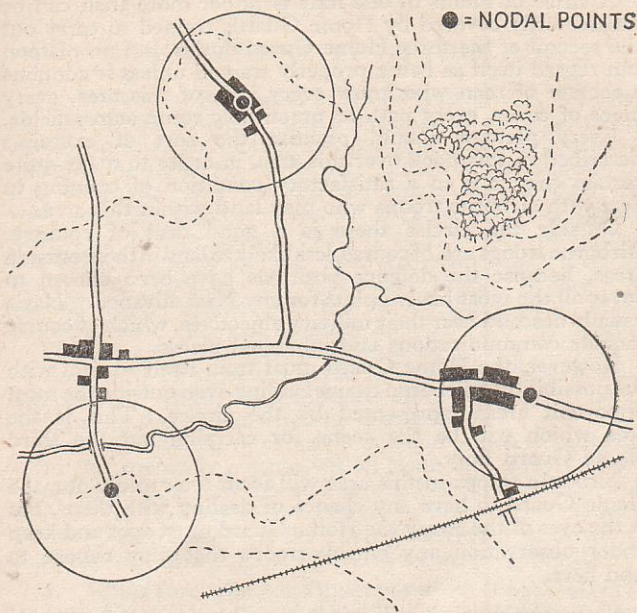 ● = NODAL POINTS